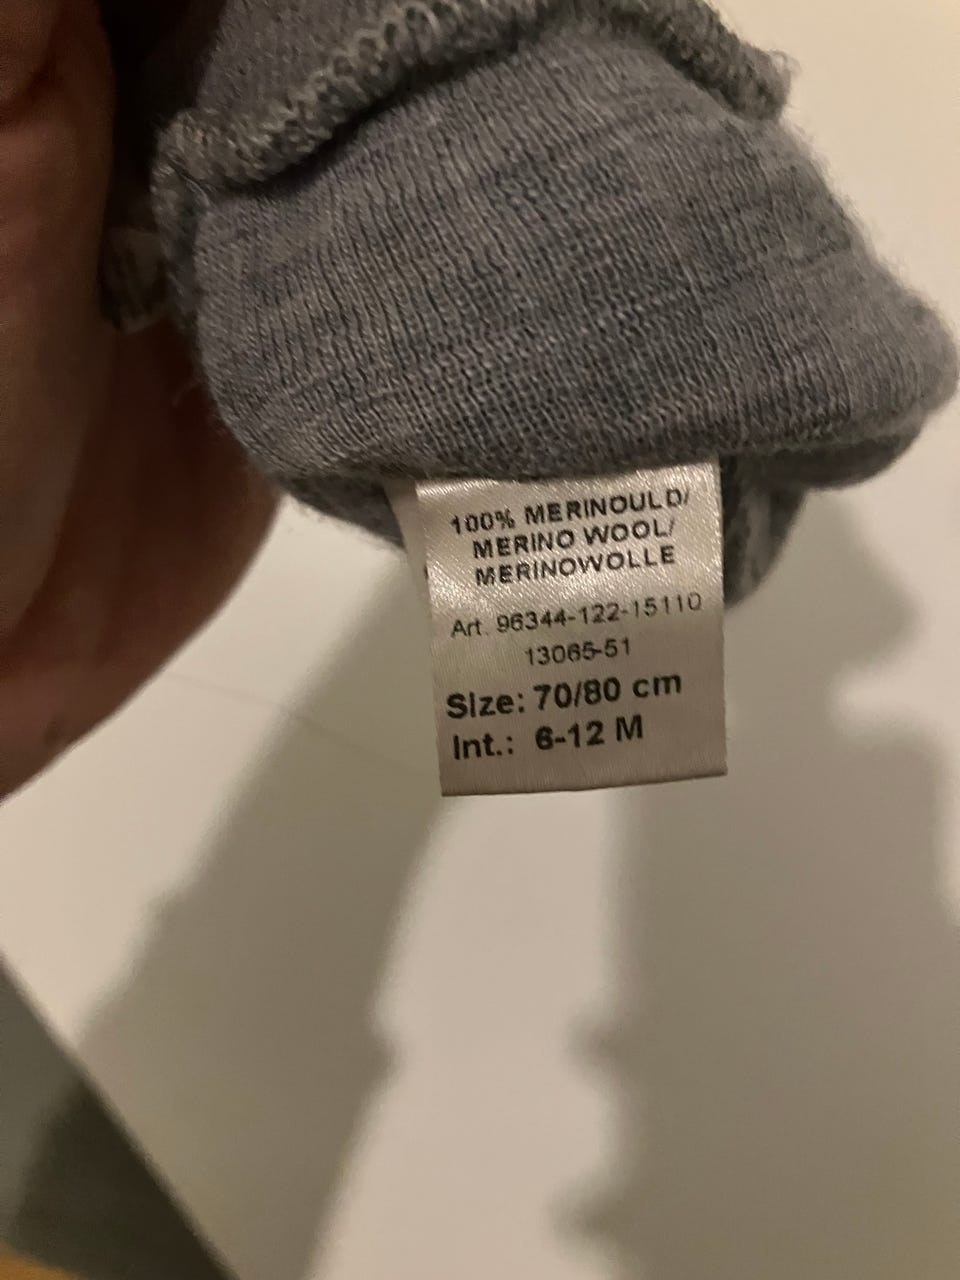 100% MERINOULD/
MERINO WOOL/
MERINOWOLLE
Art. 96344-122-15110
13065-51
Size: 70/80 cm
Int.: 6-12 M